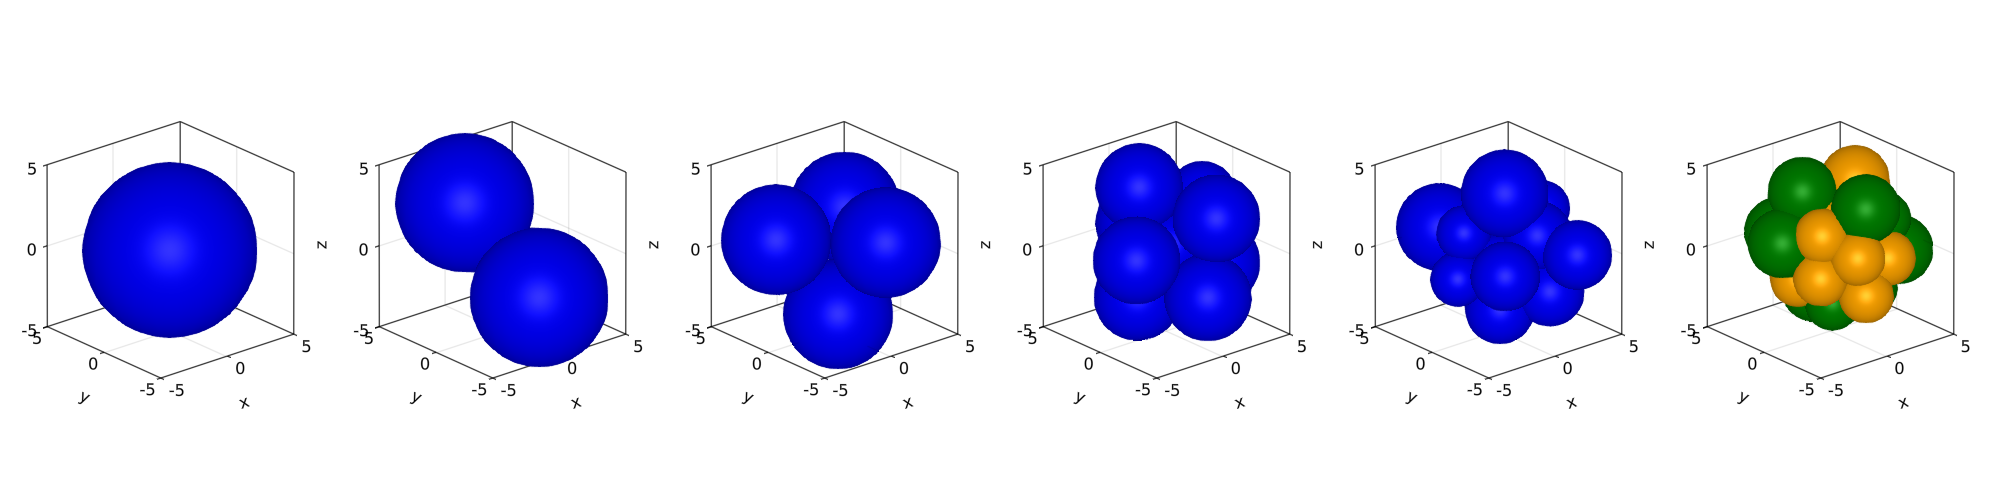 5 5 5 5 5 5
0 z 0 z 0 z 0 z 0 z 0
-5 -5 -5 -5 -5 -5
5 5 5 5 5 5 5 5 5 5 5 5
0 0 0 0 0 0 0 0 0 0 0 0
-5 -5 -5 -5 -5 -5 -5 -5 -5 -5 -5 -5
y x y x y x y x y x y x